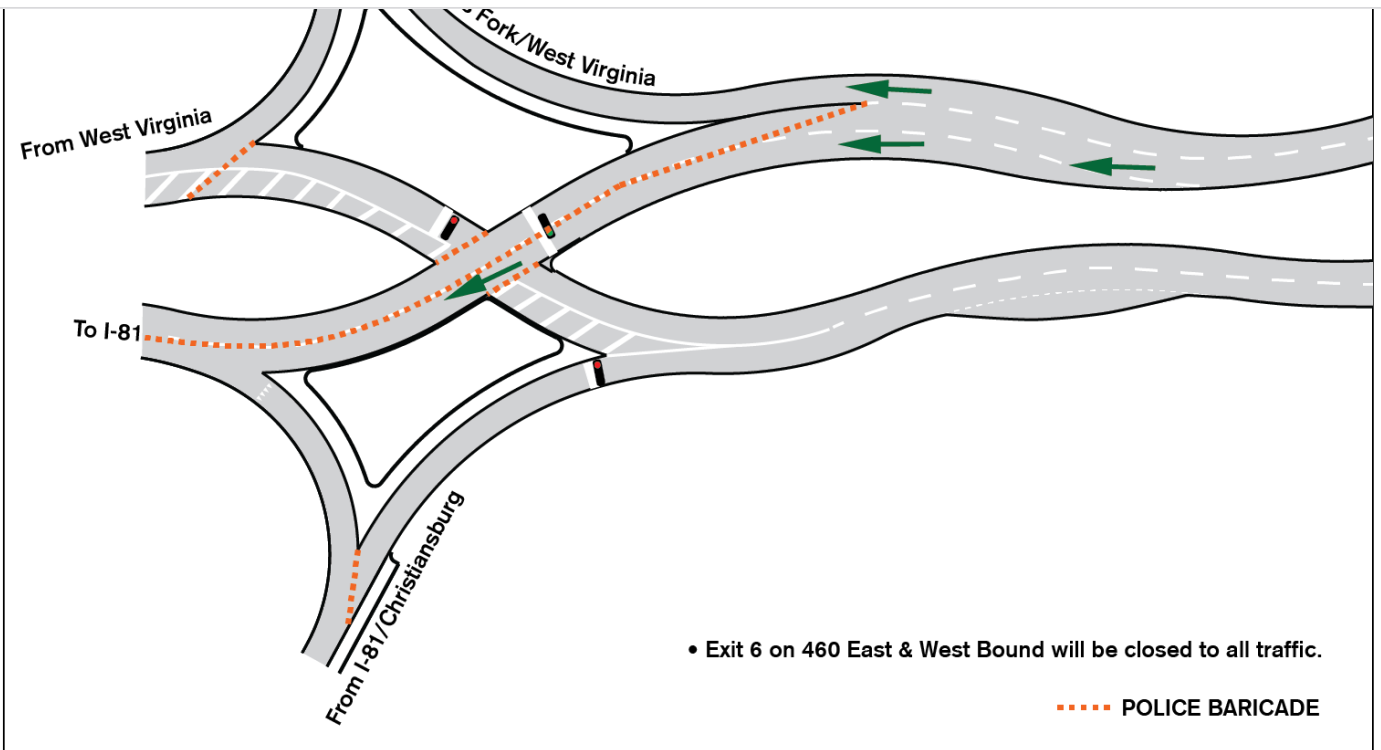 Fork/West Virginia
From West Virginia
To I-81
From I-81/Christiansburg
• Exit 6 on 460 East & West Bound will be closed to all traffic.
POLICE BARICADE